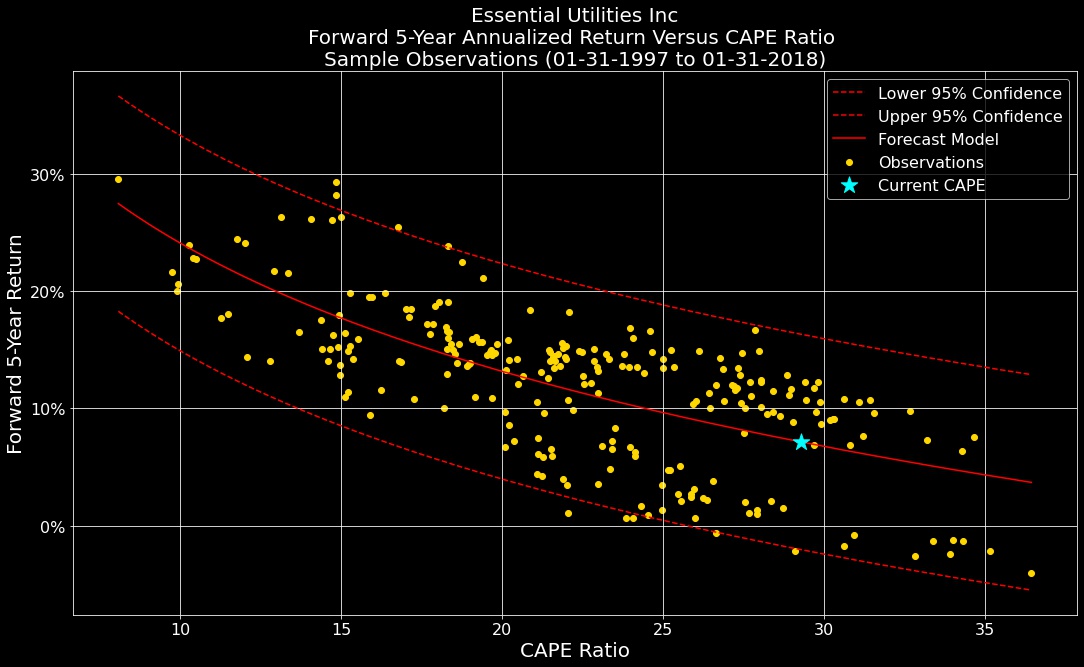 Essential Utilities Inc
Forward 5-Year Annualized Return Versus CAPE Ratio
Sample Observations (01-31-1997 to 01-31-2018)
Lower 95% Confidence
Upper 95% Confidence
Forecast Model
Observations
Current CAPE
Forward 5-Year Return
30%
20%
10%
0%
10
15
20
25
30
35
CAPE Ratio